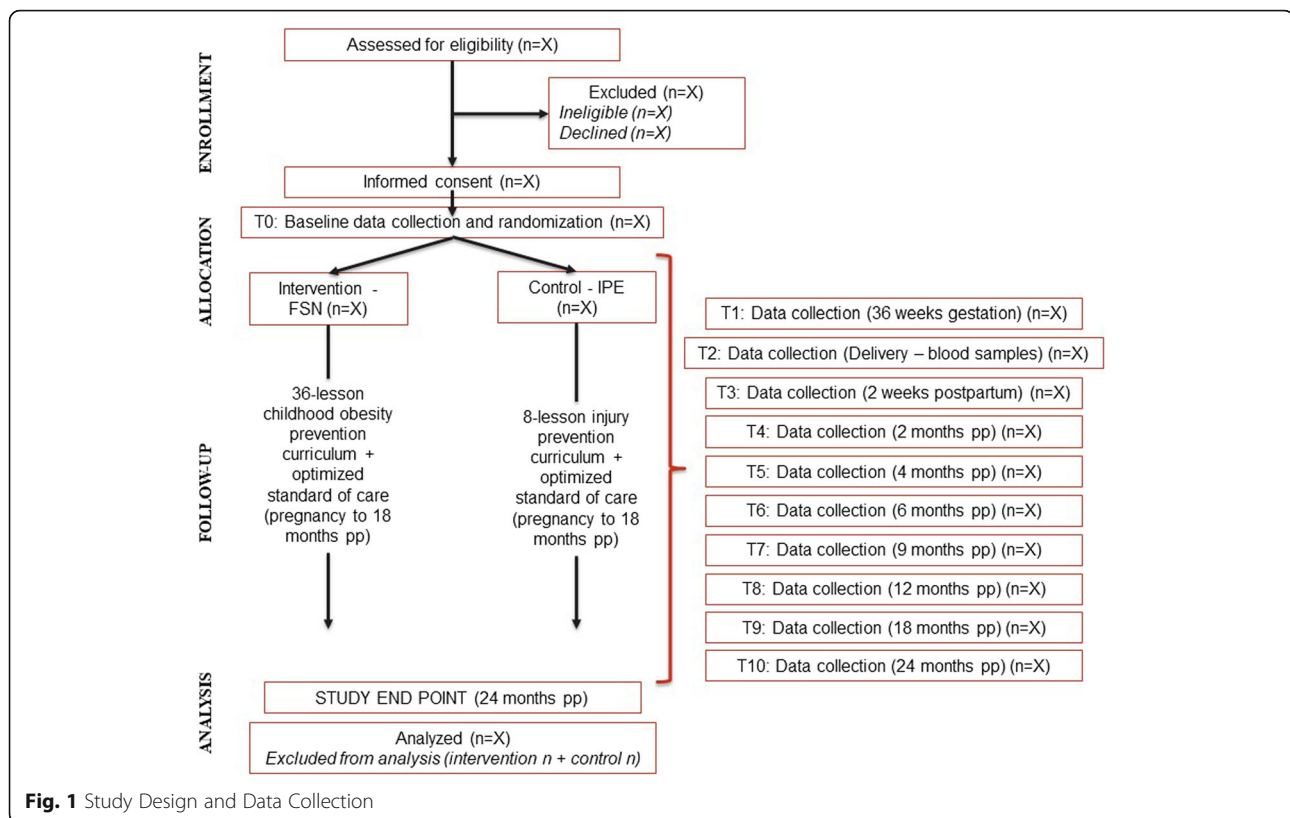 ENROLLMENT
Assessed for eligibility (n=X)
Excluded (n=X)
Ineligible (n=X)
Declined (n=X)
Informed consent (n=X)
ALLOCATION
T0: Baseline data collection and randomization (n=X)
Intervention -
FSN (n=X)
Control - IPE
(n=X)
FOLLOW-UP
36-lesson
childhood obesity
prevention
curriculum +
optimized
standard of care
(pregnancy to 18
months pp)
8-lesson injury
prevention
curriculum +
optimized
standard of care
(pregnancy to 18
months pp)
T1: Data collection (36 weeks gestation) (n=X)
T2: Data collection (Delivery – blood samples) (n=X)
T3: Data collection (2 weeks postpartum) (n=X)
T4: Data collection (2 months pp) (n=X)
T5: Data collection (4 months pp) (n=X)
T6: Data collection (6 months pp) (n=X)
T7: Data collection (9 months pp) (n=X)
T8: Data collection (12 months pp) (n=X)
T9: Data collection (18 months pp) (n=X)
T10: Data collection (24 months pp) (n=X)
ANALYSIS
STUDY END POINT (24 months pp)
Analyzed (n=X)
Excluded from analysis (intervention n + control n)
Fig. 1 Study Design and Data Collection